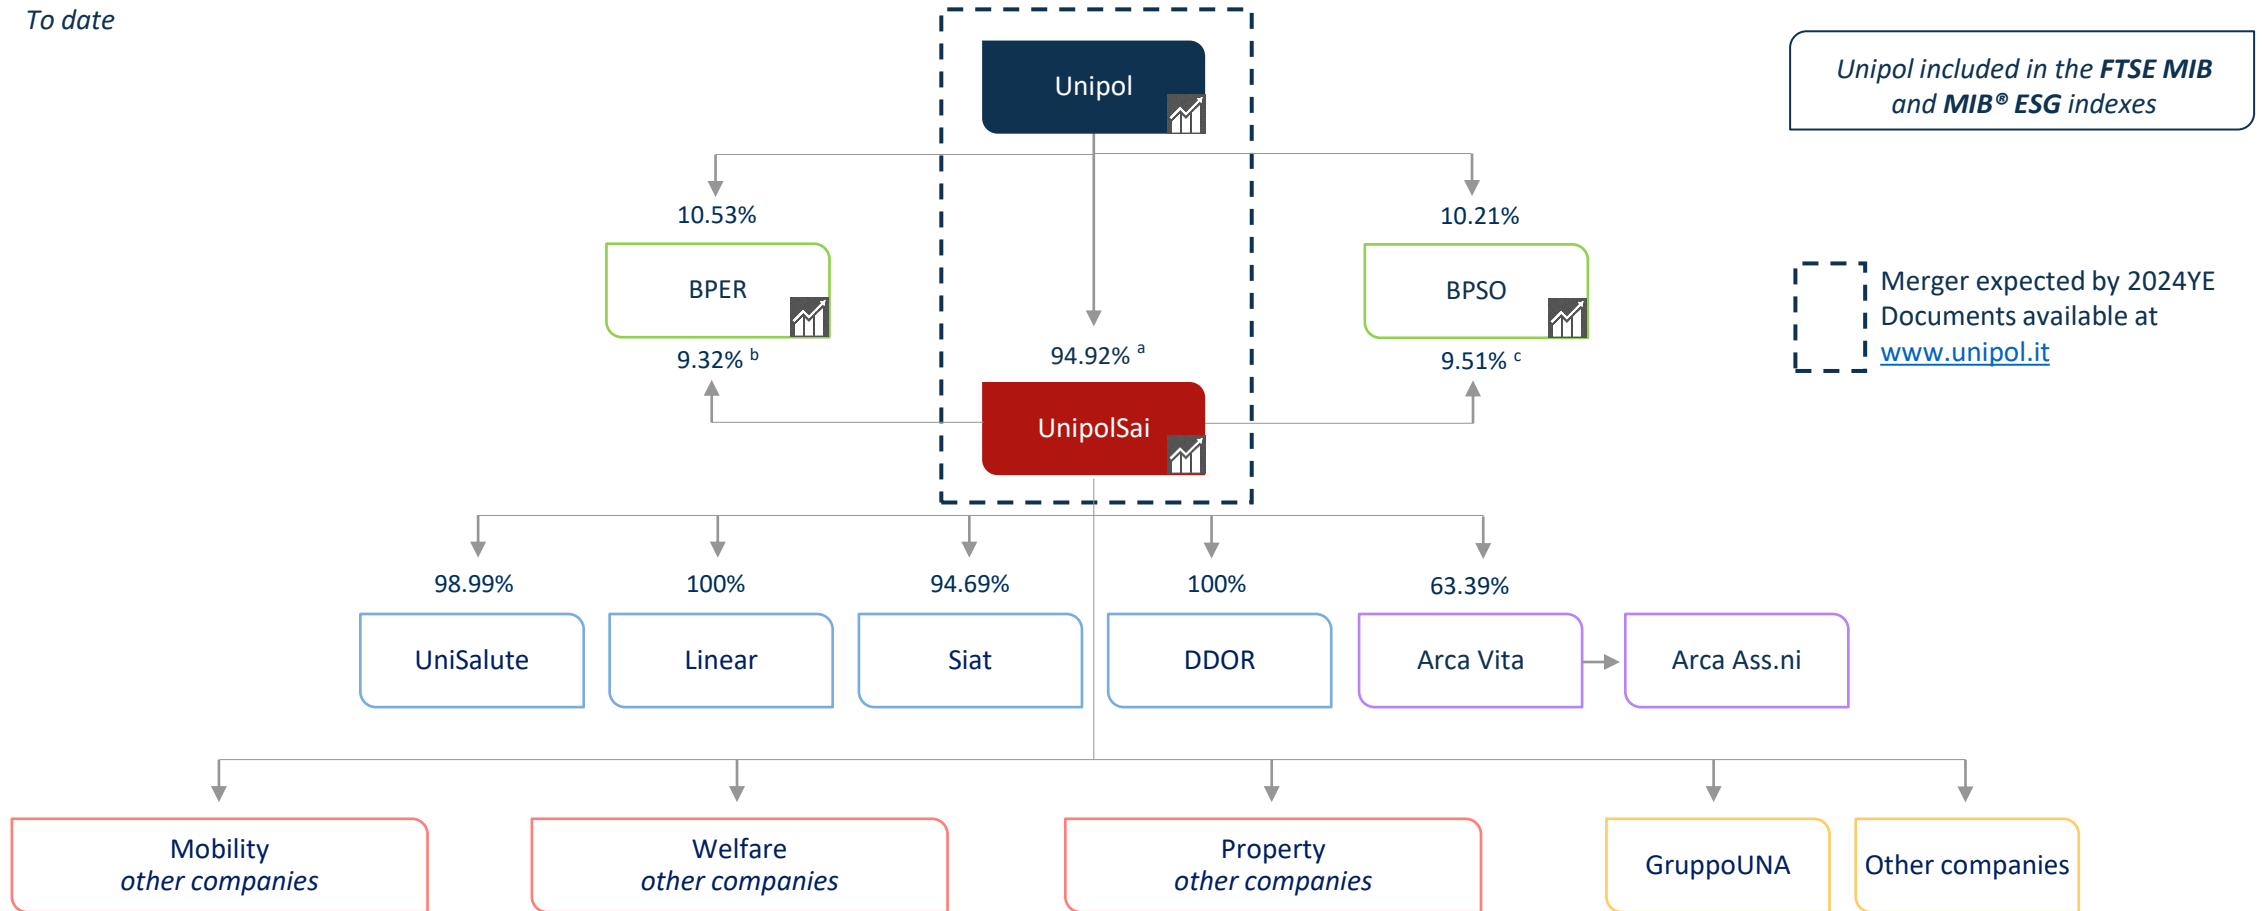 To date
Unipol
Unipol included in the FTSE MIB
and MIB® ESG indexes
10.53%
10.21%
BPER
BPSO
Merger expected by 2024YE
Documents available at
www.unipol.it
9.32% b
94.92% a
9.51% c
UnipolSai
98.99%
100%
94.69%
100%
63.39%
UniSalute
Linear
Siat
DDOR
Arca Vita
Arca Ass.ni
Mobility
other companies
Welfare
other companies
Property
other companies
GruppoUNA
Other companies